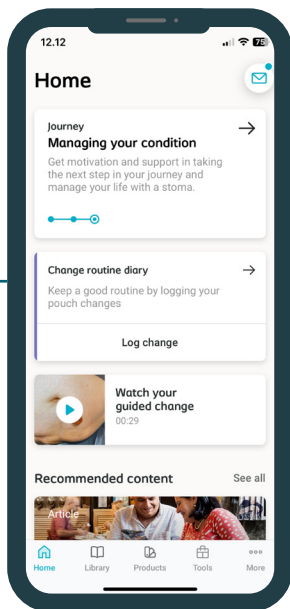 12.12
75
Home
Journey
Managing your condition
Get motivation and support in taking
the next step in your journey and
manage your life with a stoma.
Change routine diary
Keep a good routine by logging your
pouch changes
Log change
Watch your
guided change
00:29
Recommended content See all
Article
Home Library Products Tools More